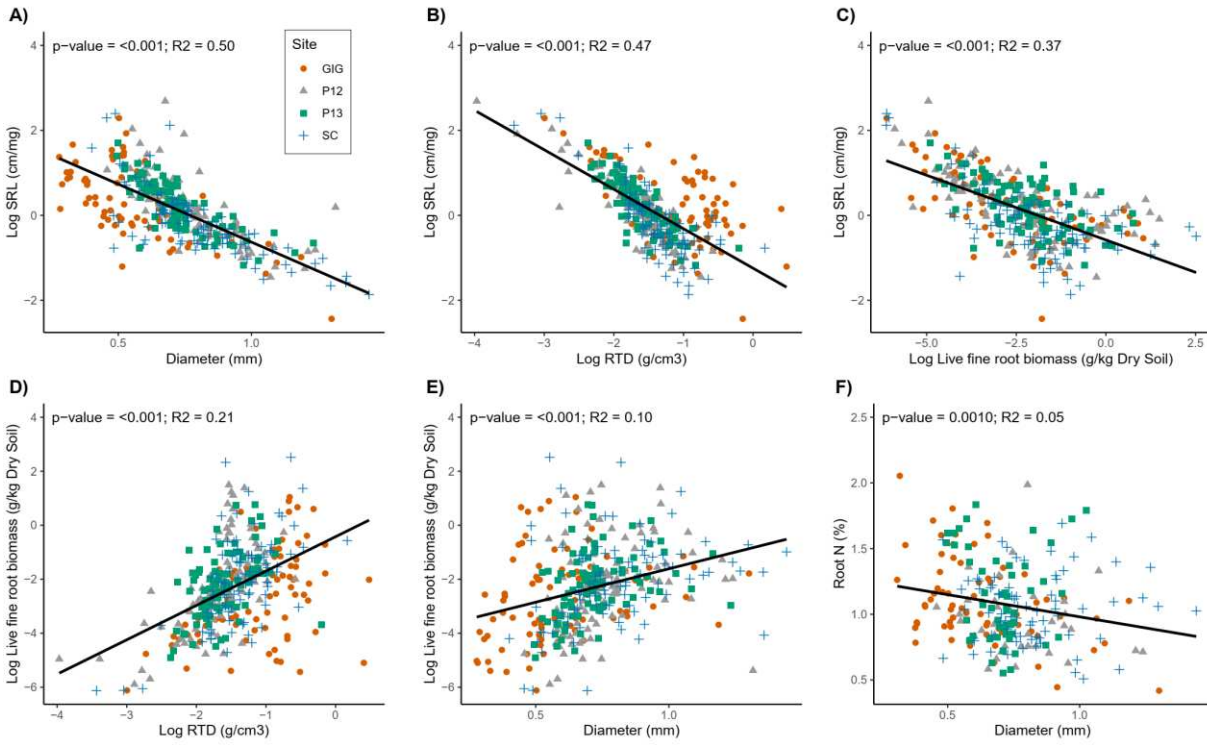 A)
p−value = <0.001; R2 = 0.50
Site
GIG
P12
P13
SC
Log SRL (cm/mg)
4
2
0
−2
0.5 1.0
Diameter (mm)
B)
p−value = <0.001; R2 = 0.47
Log SRL (cm/mg)
4
2
0
−2
−4 −3 −2 −1 0
Log RTD (g/cm3)
C)
p−value = <0.001; R2 = 0.37
Log SRL (cm/mg)
4
2
0
−2
−5.0 −2.5 0.0 2.5
Log Live fine root biomass (g/kg Dry Soil)
D)
p−value = <0.001; R2 = 0.21
Log Live fine root biomass (g/kg Dry Soil)
4
2
0
−2
−4
−6
−4 −3 −2 −1 0
Log RTD (g/cm3)
E)
p−value = <0.001; R2 = 0.10
Log Live fine root biomass (g/kg Dry Soil)
4
2
0
−2
−4
−6
0.5 1.0
Diameter (mm)
F)
p−value = 0.0010; R2 = 0.05
Root N (%)
2.5
2.0
1.5
1.0
0.5
0.5 1.0
Diameter (mm)